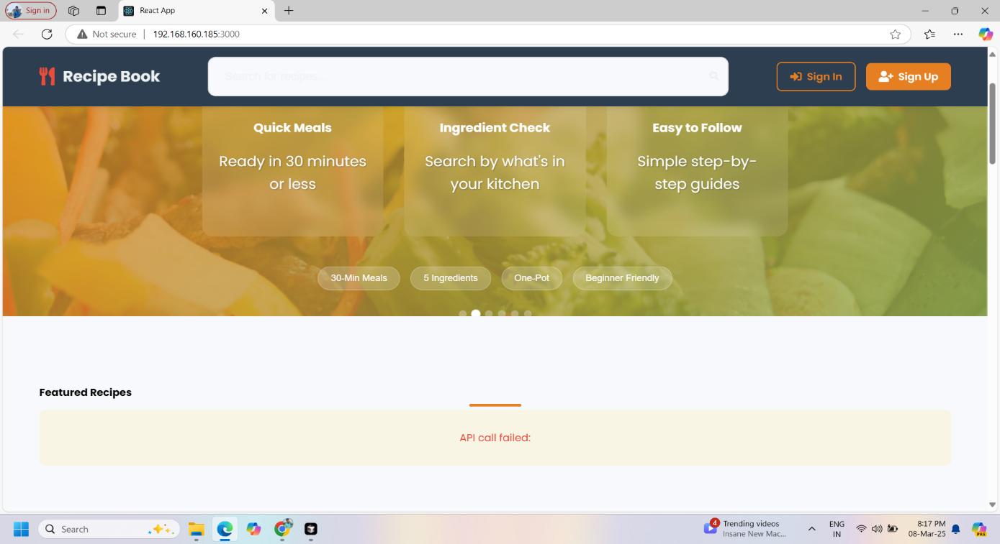 Sign in
React App
Not secure
192.168.160.185:3000
Recipe Book
Search for recipes...
Sign In
Sign Up
Quick Meals
Ready in 30 minutes
or less
Ingredient Check
Search by what's in
your kitchen
Easy to Follow
Simple step-by-
step guides
30-Min Meals
5 Ingredients
One-Pot
Beginner Friendly
Featured Recipes
API call failed:
Search
4
Trending videos
Insane New Mac...
ENG
IN
8:17 PM
08-Mar-25
PRE